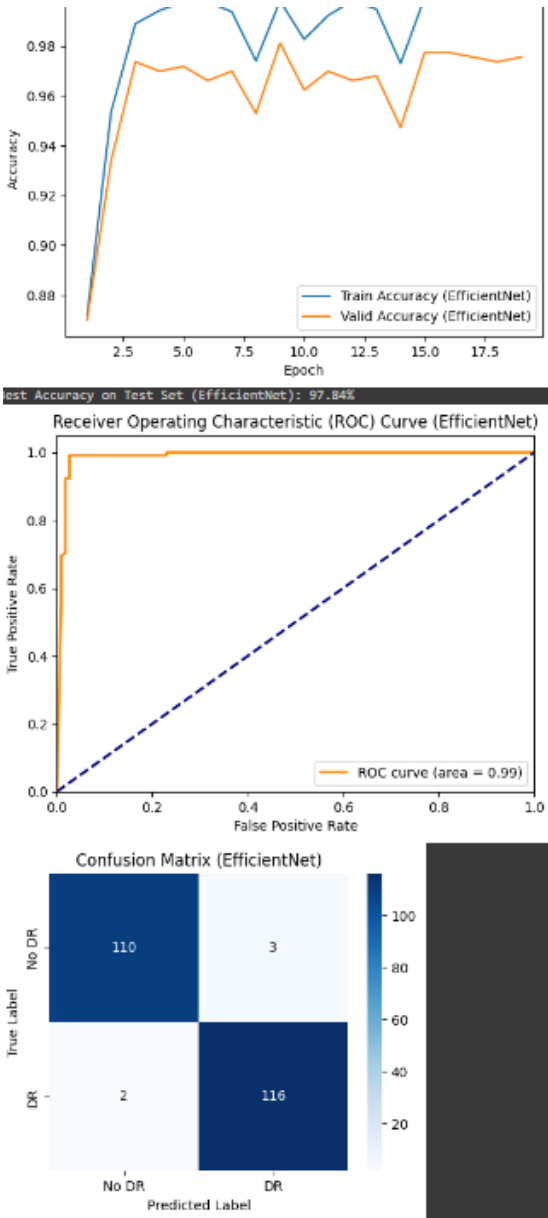 0.98
0.96
0.94
0.92
0.90
0.88
Accuracy
Train Accuracy (EfficientNet)
Valid Accuracy (EfficientNet)
2.5 5.0 7.5 10.0 12.5 15.0 17.5
Epoch
est Accuracy on Test Set (EfficientNet): 97.84%
Receiver Operating Characteristic (ROC) Curve (EfficientNet)
1.0
0.8
0.6
0.4
0.2
0.0
True Positive Rate
ROC curve (area = 0.99)
0.0 0.2 0.4 0.6 0.8 1.0
False Positive Rate
Confusion Matrix (EfficientNet)
True Label
No DR
110 3
DR
2 116
No DR DR
Predicted Label
100
80
60
40
20